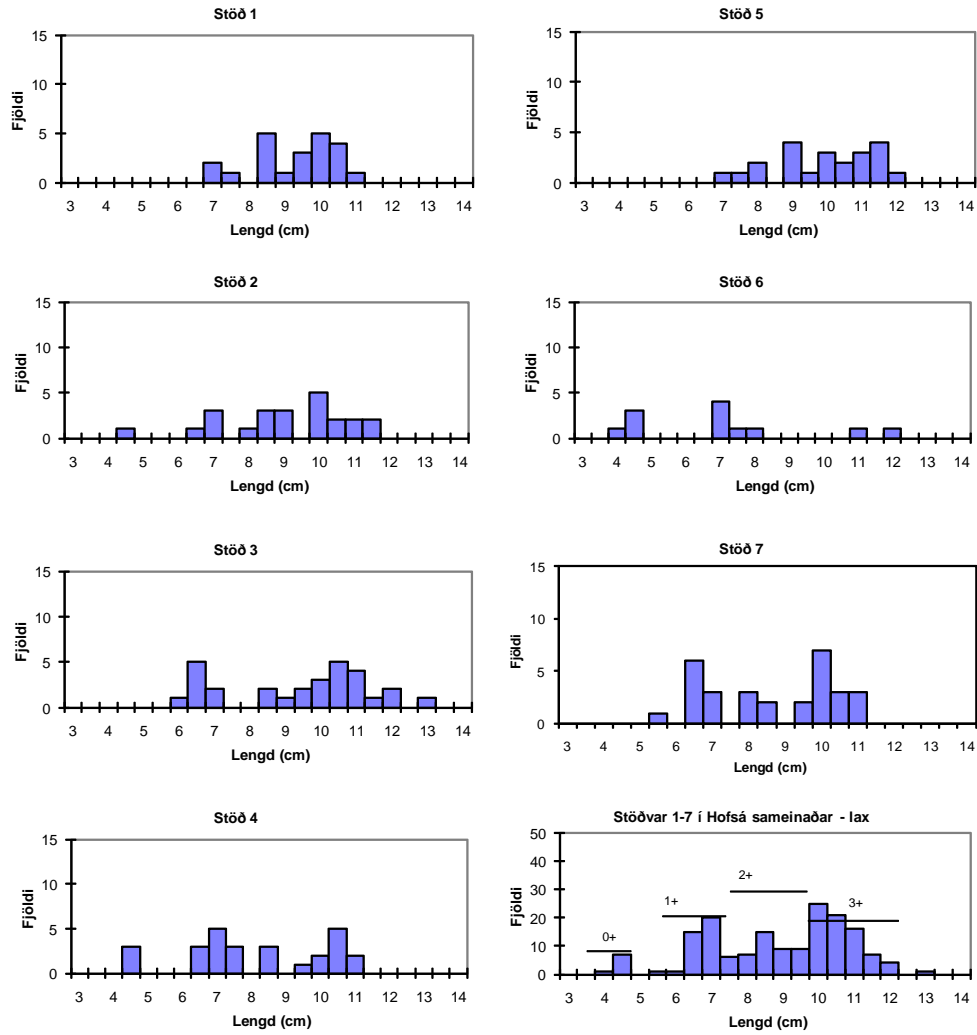 Stöð 1
15
10
5
0
Fjöldi
3 4 5 6 7 8 9 10 11 12 13 14
Lengd (cm)
Stöð 5
15
10
5
0
Fjöldi
3 4 5 6 7 8 9 10 11 12 13 14
Lengd (cm)
Stöð 2
15
10
5
0
Fjöldi
3 4 5 6 7 8 9 10 11 12 13 14
Lengd (cm)
Stöð 6
15
10
5
0
Fjöldi
3 4 5 6 7 8 9 10 11 12 13 14
Lengd (cm)
Stöð 3
15
10
5
0
Fjöldi
3 4 5 6 7 8 9 10 11 12 13 14
Lengd (cm)
Stöð 7
15
10
5
0
Fjöldi
3 4 5 6 7 8 9 10 11 12 13 14
Lengd (cm)
Stöð 4
15
10
5
0
Fjöldi
3 4 5 6 7 8 9 10 11 12 13 14
Lengd (cm)
Stöðvar 1-7 í Hofsá sameinaðar - lax
50
40
30
20
10
0
Fjöldi
0+
1+
2+
3+
3 4 5 6 7 8 9 10 11 12 13 14
Lengd (cm)